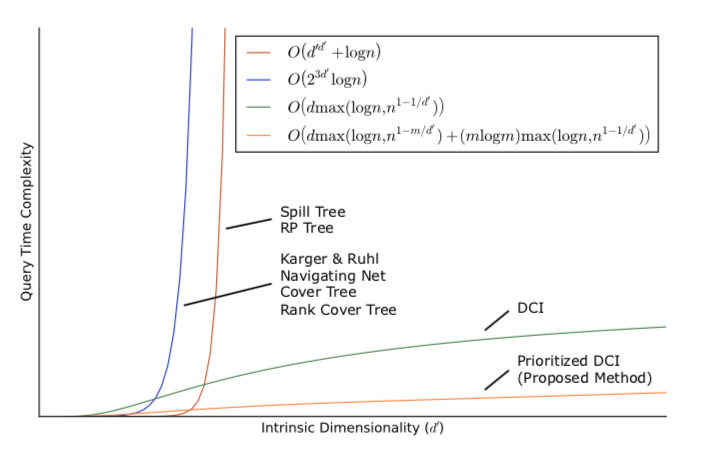 O(d'^{d'} + log n)
O(2^{3d'} log n)
O(d max(log n, n^{1-1/d'}))
O(d max(log n, n^{1-m/d'}) + (m log m) max(log n, n^{1-1/d'}))
Query Time Complexity
Spill Tree
RP Tree
Karger & Ruhl
Navigating Net
Cover Tree
Rank Cover Tree
DCI
Prioritized DCI
(Proposed Method)
Intrinsic Dimensionality (d')